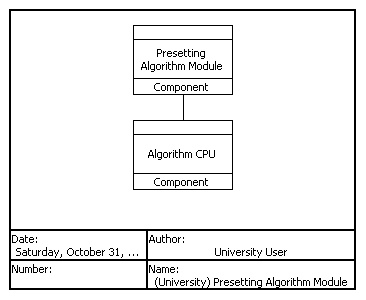 Presetting
Algorithm Module
Component
Algorithm CPU
Component
Date:
Saturday, October 31, ...
Author:
University User
Number:
Name:
(University) Presetting Algorithm Module